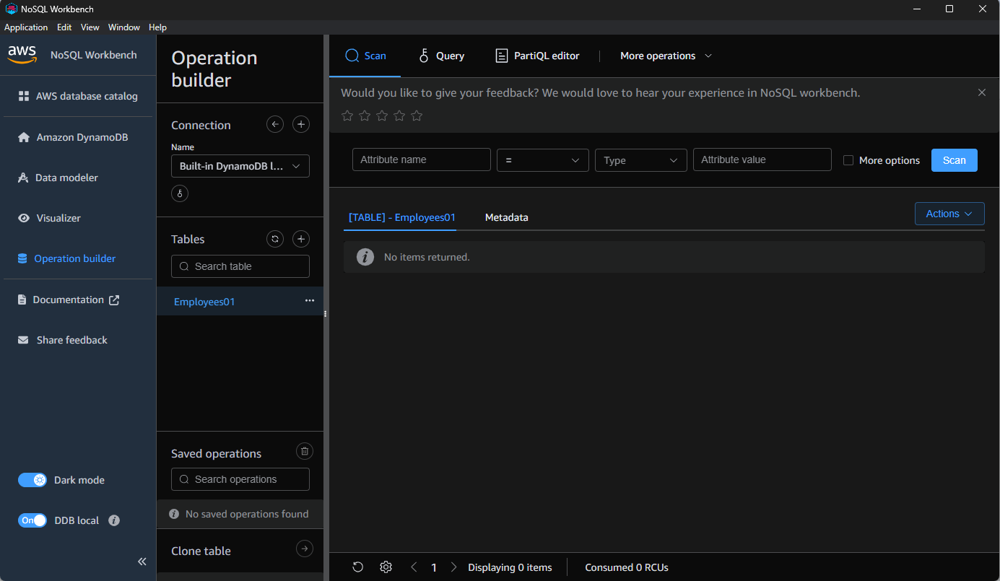 NoSQL Workbench
Application Edit View Window Help
aws NoSQL Workbench
AWS database catalog
Amazon DynamoDB
Data modeler
Visualizer
Operation builder
Documentation
Share feedback
Dark mode
On DDB local
Operation
builder
Connection
Name
Built-in DynamoDB l...
Tables
Search table
Employees01
Saved operations
Search operations
No saved operations found
Clone table
Scan Query PartiQL editor More operations
Would you like to give your feedback? We would love to hear your experience in NoSQL workbench.
Attribute name = Type Attribute value More options Scan
[TABLE] - Employees01 Metadata Actions
No items returned.
1 Displaying 0 items Consumed 0 RCUs